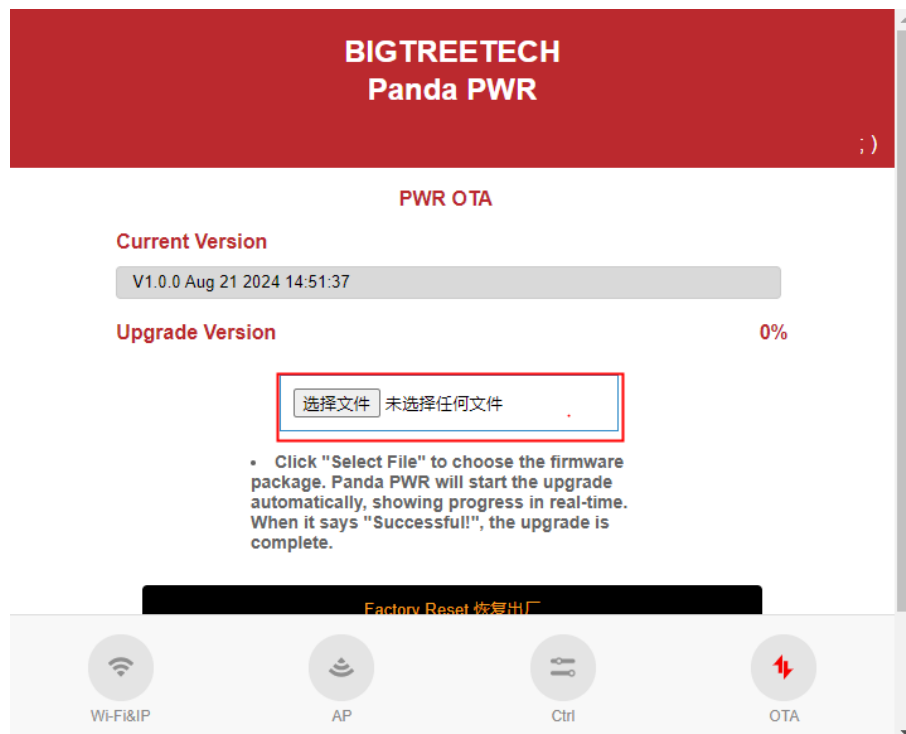 BIGTREETECH
Panda PWR
; )
PWR OTA
Current Version
V1.0.0 Aug 21 2024 14:51:37
Upgrade Version 0%
选择文件 未选择任何文件
• Click "Select File" to choose the firmware
package. Panda PWR will start the upgrade
automatically, showing progress in real-time.
When it says "Successful!", the upgrade is
complete.
Factory Reset 恢复出厂
Wi-Fi&IP AP Ctrl OTA